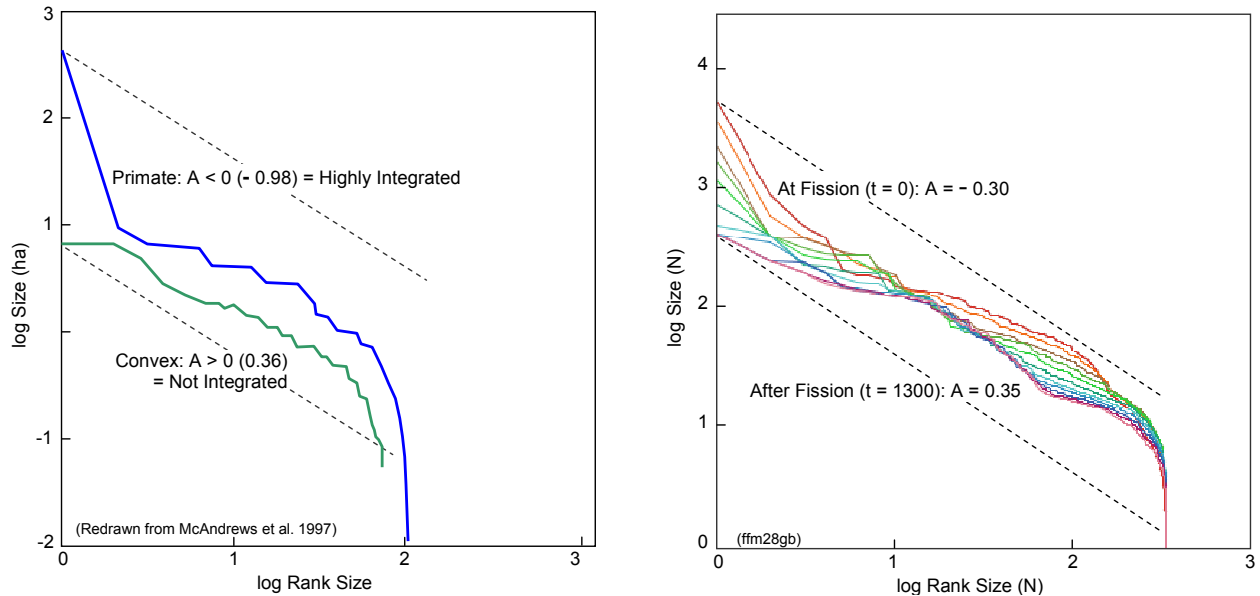 3
2
1
-1
-2
log Size (ha)
Primate: A < 0 (- 0.98) = Highly Integrated
Convex: A > 0 (0.36)
= Not Integrated
(Redrawn from McAndrews et al. 1997)
0
1
2
3
log Rank Size
4
3
2
1
0
log Size (N)
At Fission (t = 0): A = - 0.30
After Fission (t = 1300): A = 0.35
(ffm28gb)
0
1
2
3
log Rank Size (N)